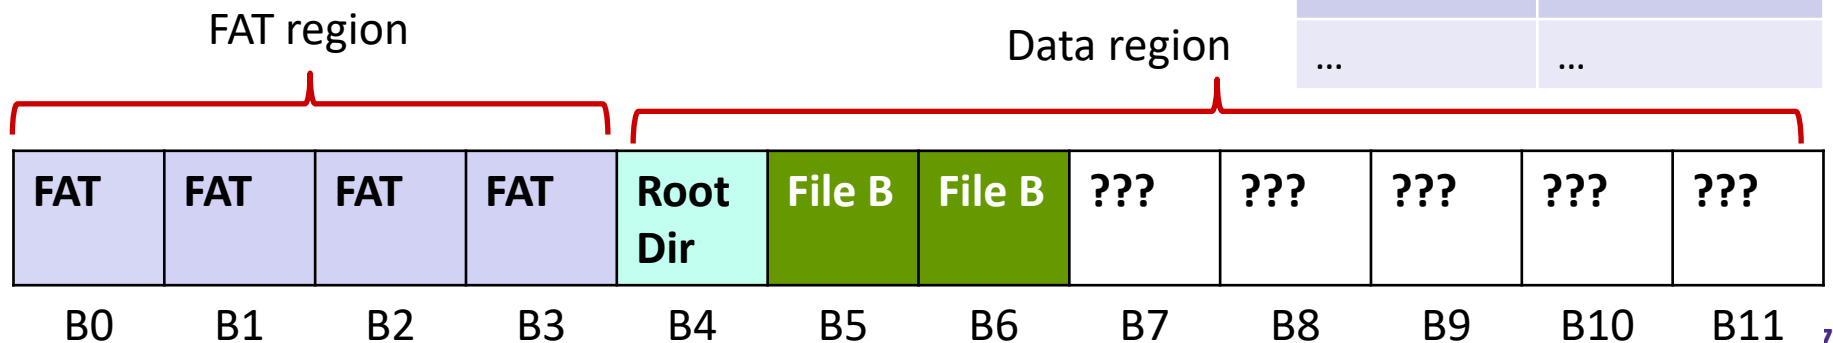 FAT region
Data region
… …
FAT FAT FAT FAT Root Dir File B File B ??? ??? ??? ??? ???
B0 B1 B2 B3 B4 B5 B6 B7 B8 B9 B10 B11